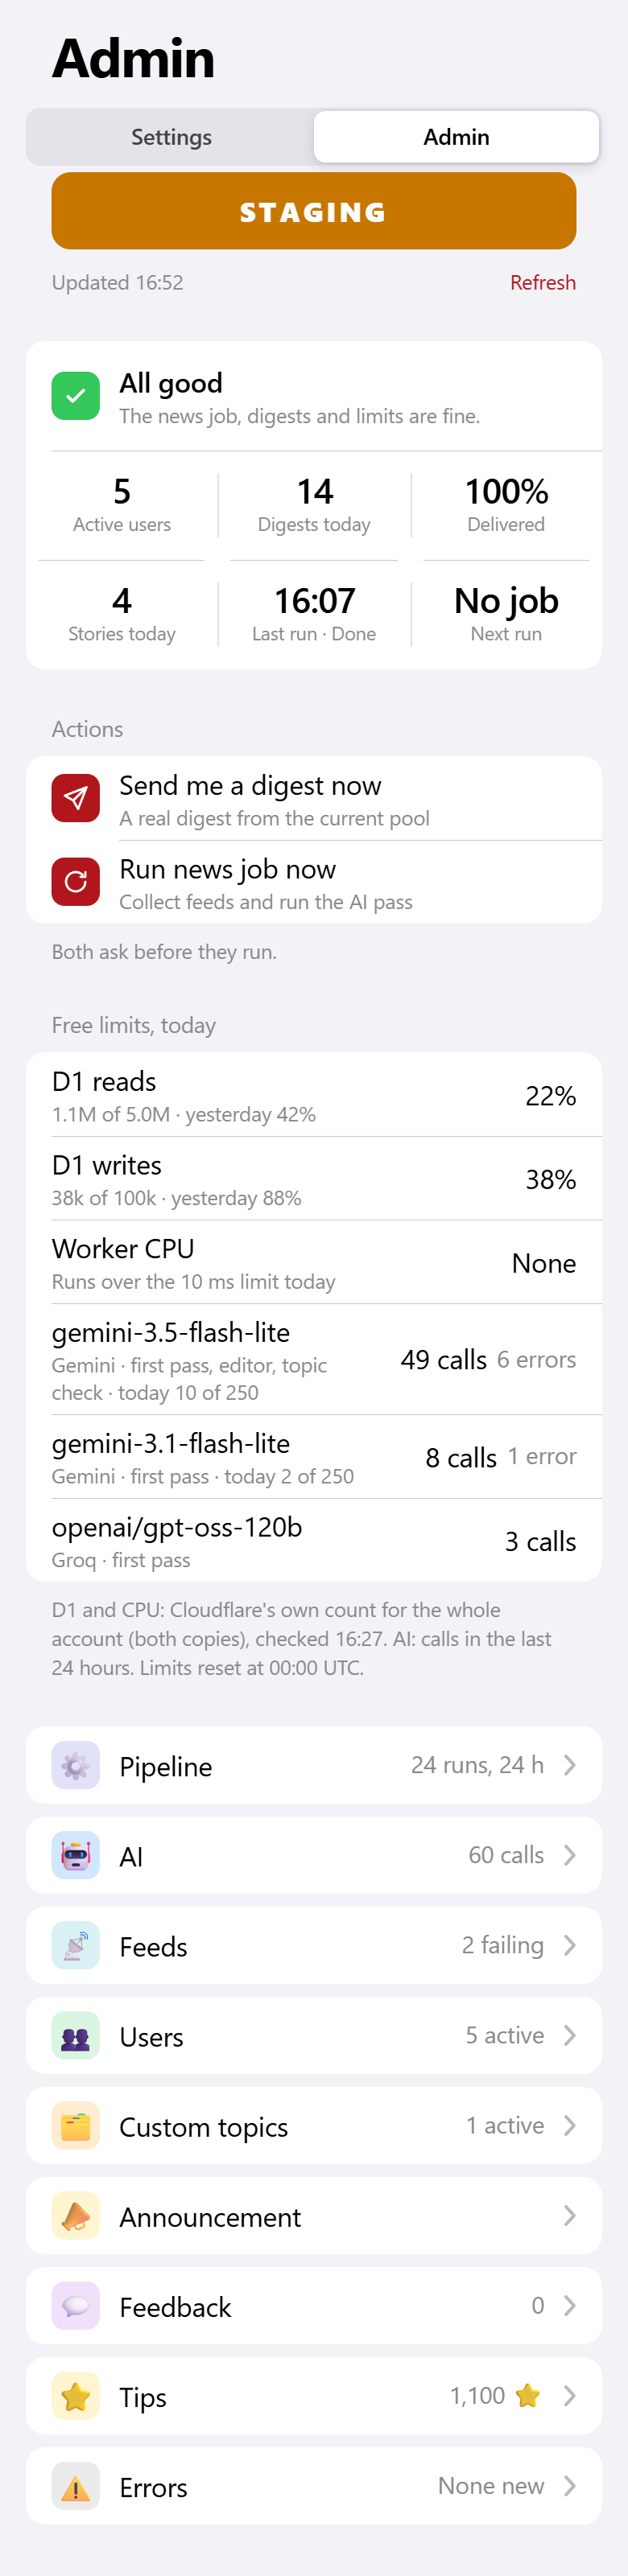 Admin
Settings
Admin
STAGING
Updated 16:52
Refresh
All good
The news job, digests and limits are fine.
5
14
100%
Active users
Digests today
Delivered
4
16:07
No job
Stories today
Last run · Done
Next run
Actions
Send me a digest now
A real digest from the current pool
Run news job now
Collect feeds and run the AI pass
Both ask before they run.
Free limits, today
D1 reads
1.1M of 5.0M · yesterday 42%
22%
D1 writes
38k of 100k · yesterday 88%
38%
Worker CPU
Runs over the 10 ms limit today
None
gemini-3.5-flash-lite
Gemini · first pass, editor, topic
check · today 10 of 250
49 calls 6 errors
gemini-3.1-flash-lite
Gemini · first pass · today 2 of 250
8 calls 1 error
openai/gpt-oss-120b
Groq · first pass
3 calls
D1 and CPU: Cloudflare's own count for the whole
account (both copies), checked 16:27. AI: calls in the last
24 hours. Limits reset at 00:00 UTC.
Pipeline
24 runs, 24 h
AI
60 calls
Feeds
2 failing
Users
5 active
Custom topics
1 active
Announcement
Feedback
0
Tips
1,100
Errors
None new